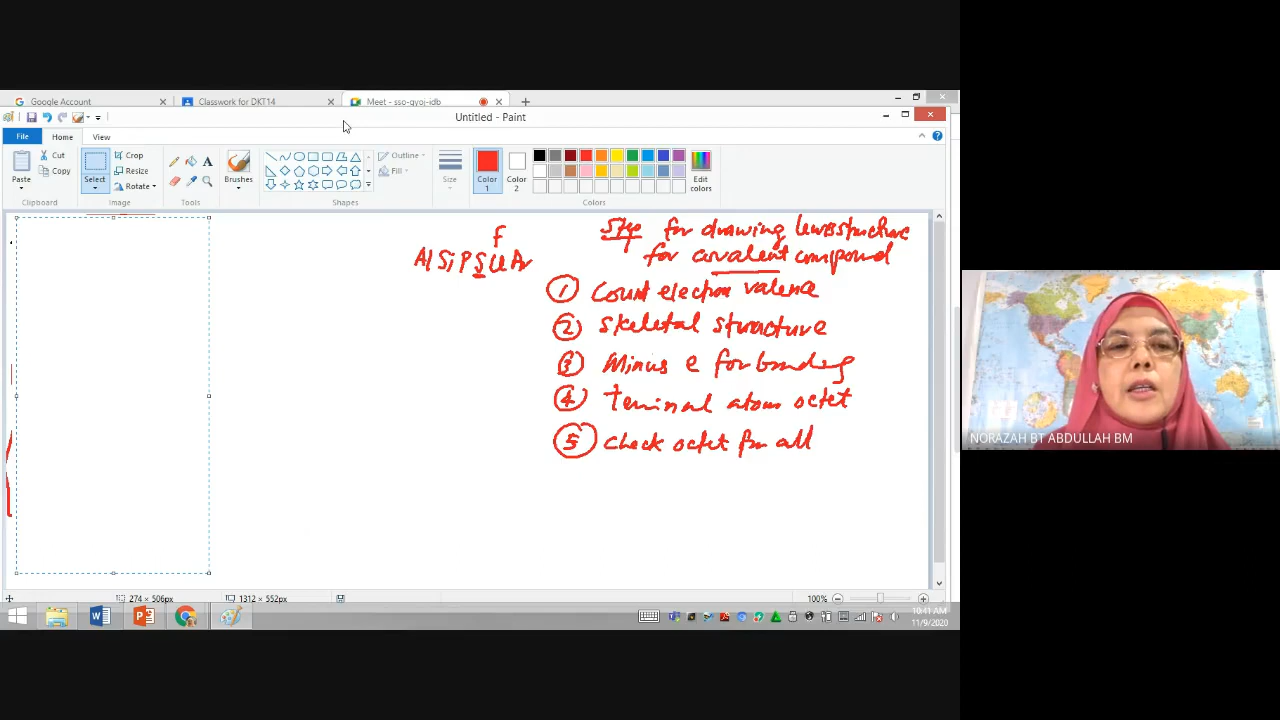 Google Account
Classwork for DKT14
Meet - sso-gyoj-idb
Untitled - Paint
File
Home
View
Paste
Cut
Copy
Clipboard
Select
Crop
Resize
Rotate
Image
Tools
Brushes
Shapes
Outline
Fill
Size
Color 1
Color 2
Colors
Edit colors
F
Al Si P S Cl Ar
Step for drawing lewis structure
for covalent compound
① Count electron valence
② Skeletal structure
③ Minus e for bonding
④ Terminal atom octet
⑤ check octet for all
274 × 506px
1312 × 552px
100%
10:41 AM
11/9/2020
NORAZAH BT ABDULLAH BM